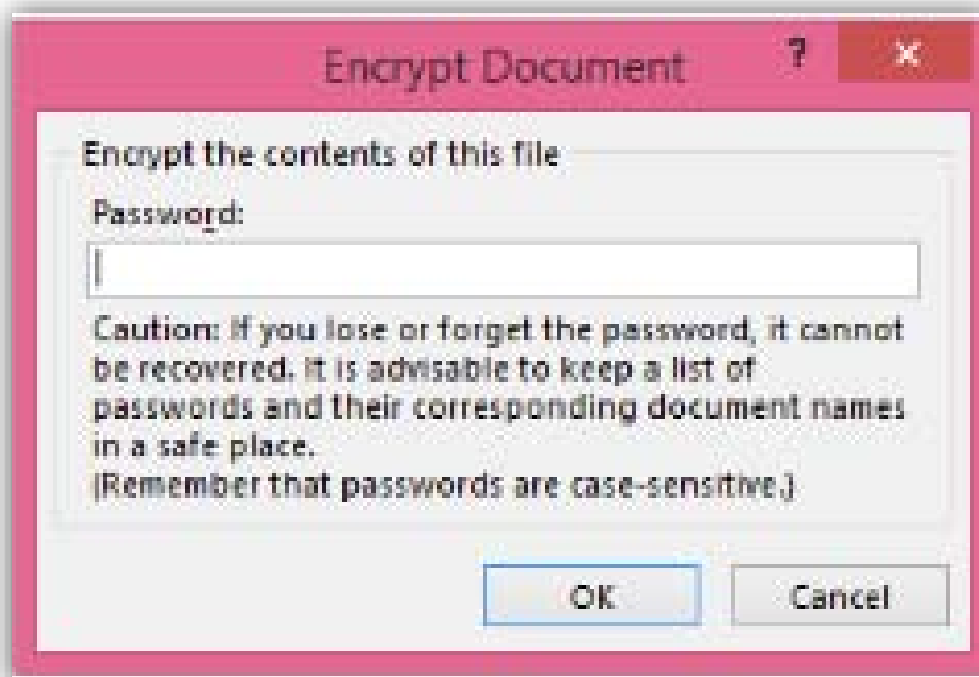 Encrypt Document ? ×
Encrypt the contents of this file
Password:
Caution: If you lose or forget the password, it cannot
be recovered. It is advisable to keep a list of
passwords and their corresponding document names
in a safe place.
(Remember that passwords are case-sensitive.)
OK Cancel